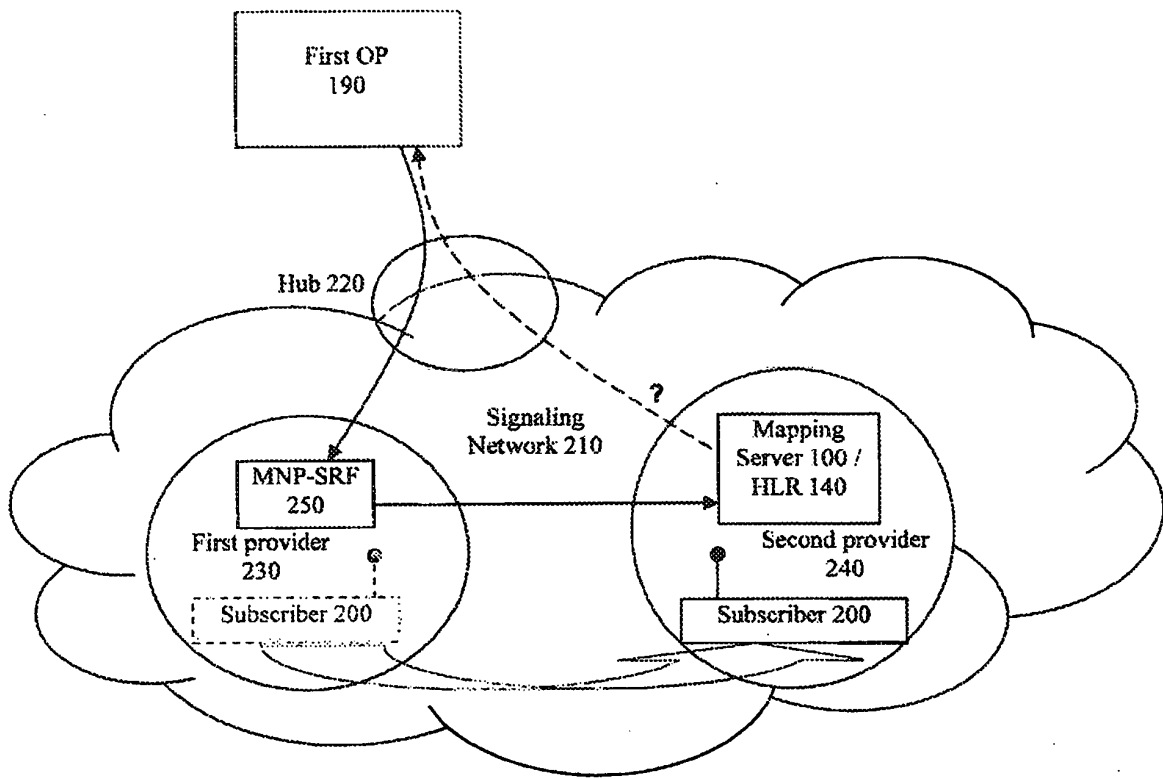 First OP
190
Hub 220
?
Signaling
Network 210
Mapping
Server 100 /
HLR 140
MNP-SRF
250
First provider
230
Second provider
240
Subscriber 200
Subscriber 200